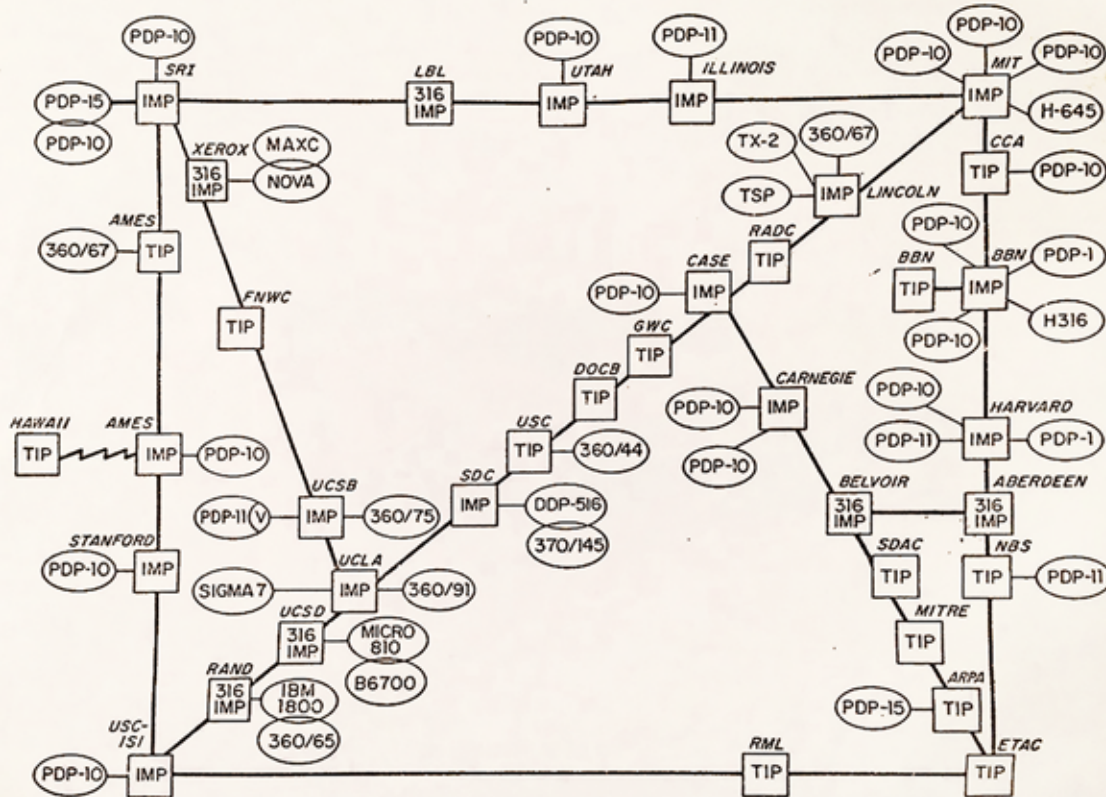 PDP-10
SRI
IMP
PDP-15
PDP-10
LBL
316
IMP
PDP-10
UTAH
IMP
PDP-11
ILLINOIS
IMP
PDP-10
PDP-10
PDP-10
MIT
IMP
H-645
XEROX
316
IMP
MAXC
NOVA
TX-2
360/67
TSP
IMP
LINCOLN
CCA
TIP
PDP-10
AMES
360/67
TIP
RADC
TIP
PDP-10
BBN
TIP
BBN
IMP
PDP-1
H316
PDP-10
CASE
PDP-10
IMP
FNWC
TIP
GWC
TIP
DOCB
TIP
CARNEGIE
PDP-10
IMP
PDP-10
PDP-10
HARVARD
PDP-11
IMP
PDP-1
HAWAII
TIP
AMES
IMP
PDP-10
USC
TIP
360/44
SDC
IMP
DDP-516
370/145
UCSB
PDP-11
V
IMP
360/75
BELVOIR
316
IMP
ABERDEEN
316
IMP
STANFORD
PDP-10
IMP
UCLA
SIGMA 7
IMP
360/91
SDAC
TIP
NBS
TIP
PDP-11
UCSD
316
IMP
MICRO
810
B6700
MITRE
TIP
RAND
316
IMP
IBM
1800
360/65
ARPA
PDP-15
TIP
USC-
ISI
PDP-10
IMP
RML
TIP
ETAC
TIP